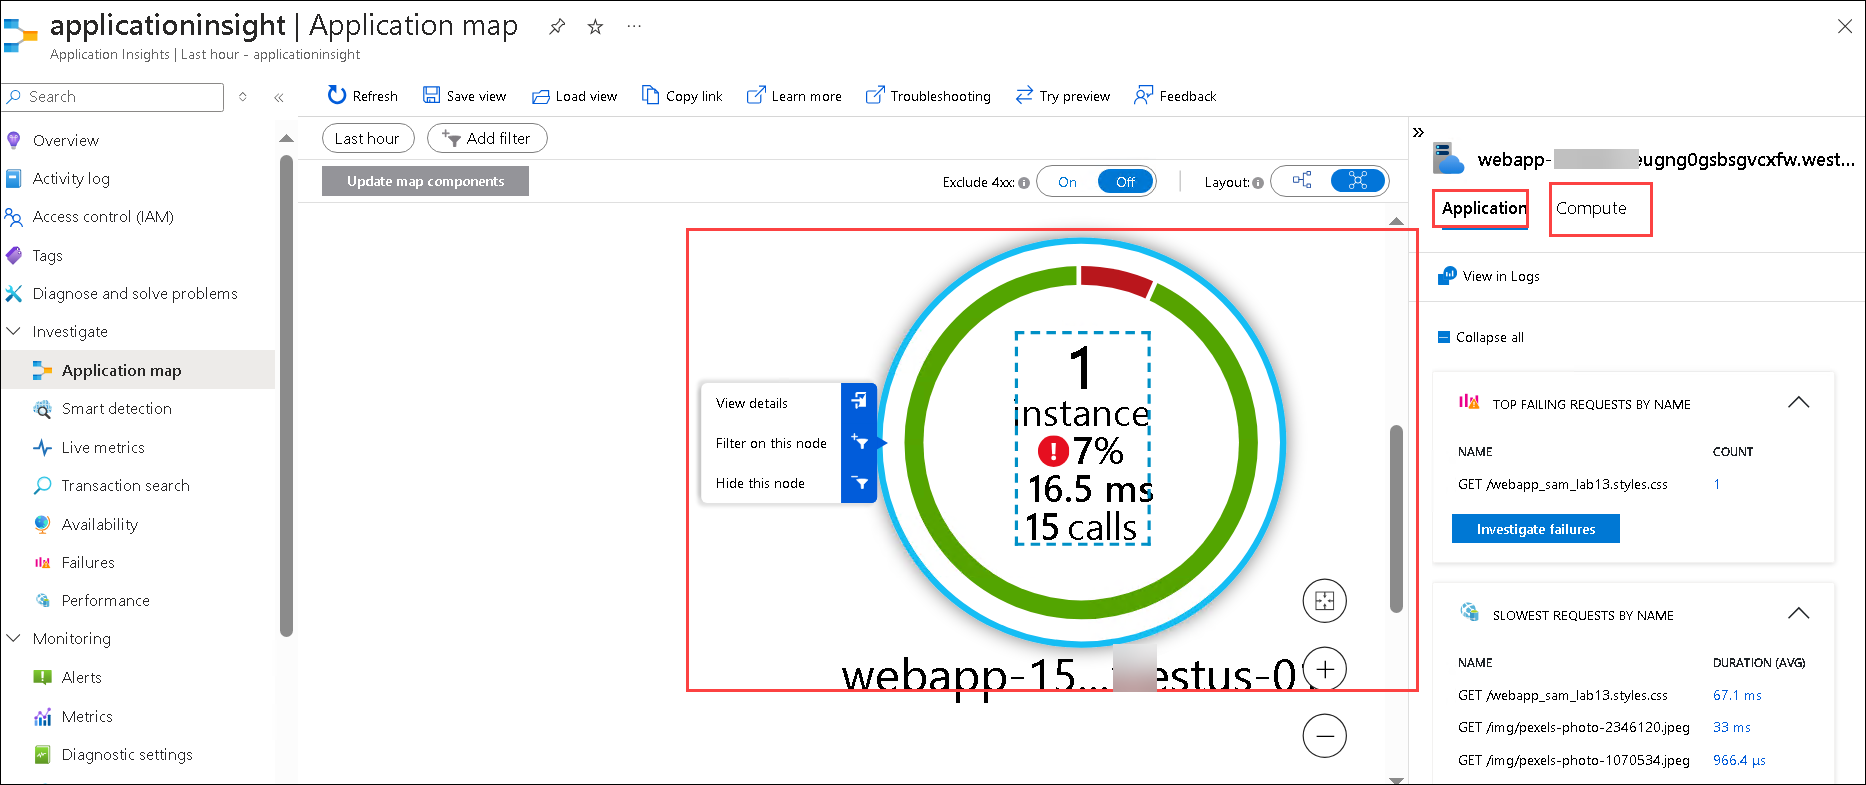 applicationinsight | Application map
Application Insights | Last hour - applicationinsight
Search
Refresh
Save view
Load view
Copy link
Learn more
Troubleshooting
Try preview
Feedback
Overview
Activity log
Access control (IAM)
Tags
Diagnose and solve problems
Investigate
Application map
Smart detection
Live metrics
Transaction search
Availability
Failures
Performance
Monitoring
Alerts
Metrics
Diagnostic settings
Last hour
Add filter
Update map components
Exclude 4xx:
On
Off
Layout:
View details
Filter on this node
Hide this node
1
instance
7%
16.5 ms
15 calls
webapp-15... estus-01
webapp- eugng0gsbsgvcxfw.west...
Application
Compute
View in Logs
Collapse all
TOP FAILING REQUESTS BY NAME
NAME COUNT
GET /webapp_sam_lab13.styles.css 1
Investigate failures
SLOWEST REQUESTS BY NAME
NAME DURATION (AVG)
GET /webapp_sam_lab13.styles.css 67.1 ms
GET /img/pexels-photo-2346120.jpeg 33 ms
GET /img/pexels-photo-1070534.jpeg 966.4 µs